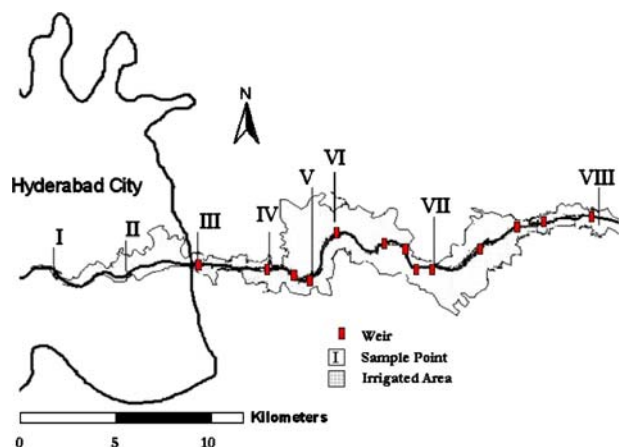 N
VI
V
VIII
Hyderabad City
III
IV
VII
I
II
Weir
I Sample Point
Irrigated Area
Kilometers
0 5 10